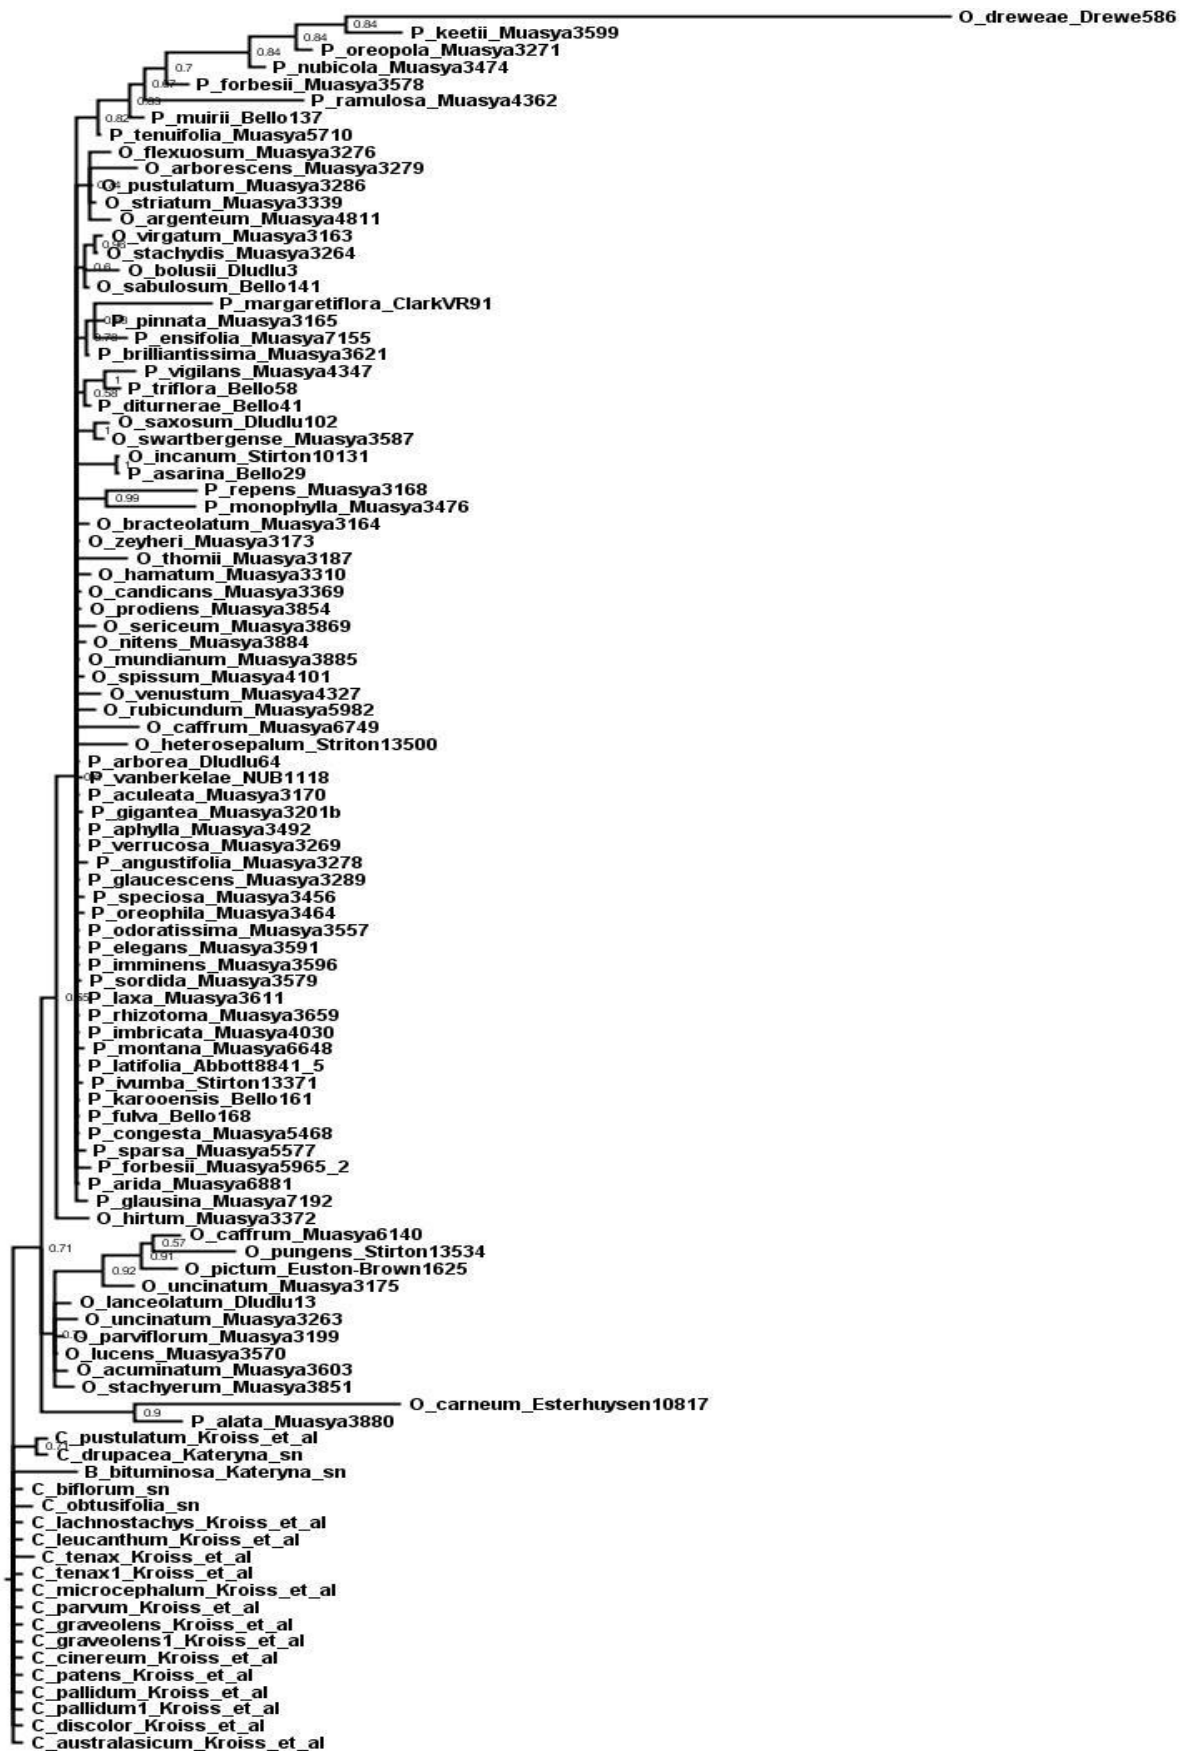 O_dreweae_Drewe586
0.84
P_keetii_Muasya3599
0.84
P_oreopola_Muasya3271
0.84
P_nubicola_Muasya3474
0.7
P_forbesii_Muasya3578
P_ramulosa_Muasya4362
P_muirii_Bello137
0.82
P_tenuifolia_Muasya5710
O_flexuosum_Muasya3276
O_arborescens_Muasya3279
O_pustulatum_Muasya3286
O_striatum_Muasya3339
O_argenteum_Muasya4811
O_virgatum_Muasya3163
O_stachydis_Muasya3264
O_bolusii_Dludlu3
0.6
O_sabulosum_Bello141
P_margaretiflora_ClarkVR91
P_pinnata_Muasya3165
P_ensifolia_Muasya7155
P_brilliantissima_Muasya3621
P_vigilans_Muasya4347
1
P_triflora_Bello58
0.58
P_diturnerae_Bello41
O_saxosum_Dludlu102
1
O_swartbergense_Muasya3587
O_incanum_Stirton10131
P_asarina_Bello29
P_repens_Muasya3168
0.99
P_monophylla_Muasya3476
O_bracteolatum_Muasya3164
O_zeyheri_Muasya3173
O_thomii_Muasya3187
O_hamatum_Muasya3310
O_candicans_Muasya3369
O_prodiens_Muasya3854
O_sericeum_Muasya3869
O_nitens_Muasya3884
O_mundianum_Muasya3885
O_spissum_Muasya4101
O_venustum_Muasya4327
O_rubicundum_Muasya5982
O_caffrum_Muasya6749
O_heterosepalum_Striton13500
P_arborea_Dludlu64
P_vanberkelae_NUB1118
P_aculeata_Muasya3170
P_gigantea_Muasya3201b
P_aphylla_Muasya3492
P_verrucosa_Muasya3269
P_angustifolia_Muasya3278
P_glaucescens_Muasya3289
P_speciosa_Muasya3456
P_oreophila_Muasya3464
P_odoratissima_Muasya3557
P_elegans_Muasya3591
P_imminens_Muasya3596
P_sordida_Muasya3579
P_laxa_Muasya3611
P_rhizotoma_Muasya3659
P_imbricata_Muasya4030
P_montana_Muasya6648
P_latifolia_Abbott8841_5
P_ivumba_Stirton13371
P_karooensis_Bello161
P_fulva_Bello168
P_congesta_Muasya5468
P_sparsa_Muasya5577
P_forbesii_Muasya5965_2
P_arida_Muasya6881
P_glausina_Muasya7192
O_hirtum_Muasya3372
O_caffrum_Muasya6140
0.57
0.71
O_pungens_Stirton13534
0.91
O_pictum_Euston-Brown1625
0.92
O_uncinatum_Muasya3175
O_lanceolatum_Dludlu13
O_uncinatum_Muasya3263
O_parviflorum_Muasya3199
O_lucens_Muasya3570
O_acuminatum_Muasya3603
O_stachyerum_Muasya3851
O_carneum_Esterhuysen10817
0.9
P_alata_Muasya3880
C_pustulatum_Kroiss_et_al
C_drupacea_Kateryna_sn
B_bituminosa_Kateryna_sn
C_biflorum_sn
C_obtusifolia_sn
C_lachnostachys_Kroiss_et_al
C_leucanthum_Kroiss_et_al
C_tenax_Kroiss_et_al
C_tenax1_Kroiss_et_al
C_microcephalum_Kroiss_et_al
C_parvum_Kroiss_et_al
C_graveolens_Kroiss_et_al
C_graveolens1_Kroiss_et_al
C_cinereum_Kroiss_et_al
C_patens_Kroiss_et_al
C_pallidum_Kroiss_et_al
C_pallidum1_Kroiss_et_al
C_discolor_Kroiss_et_al
C_australasicum_Kroiss_et_al